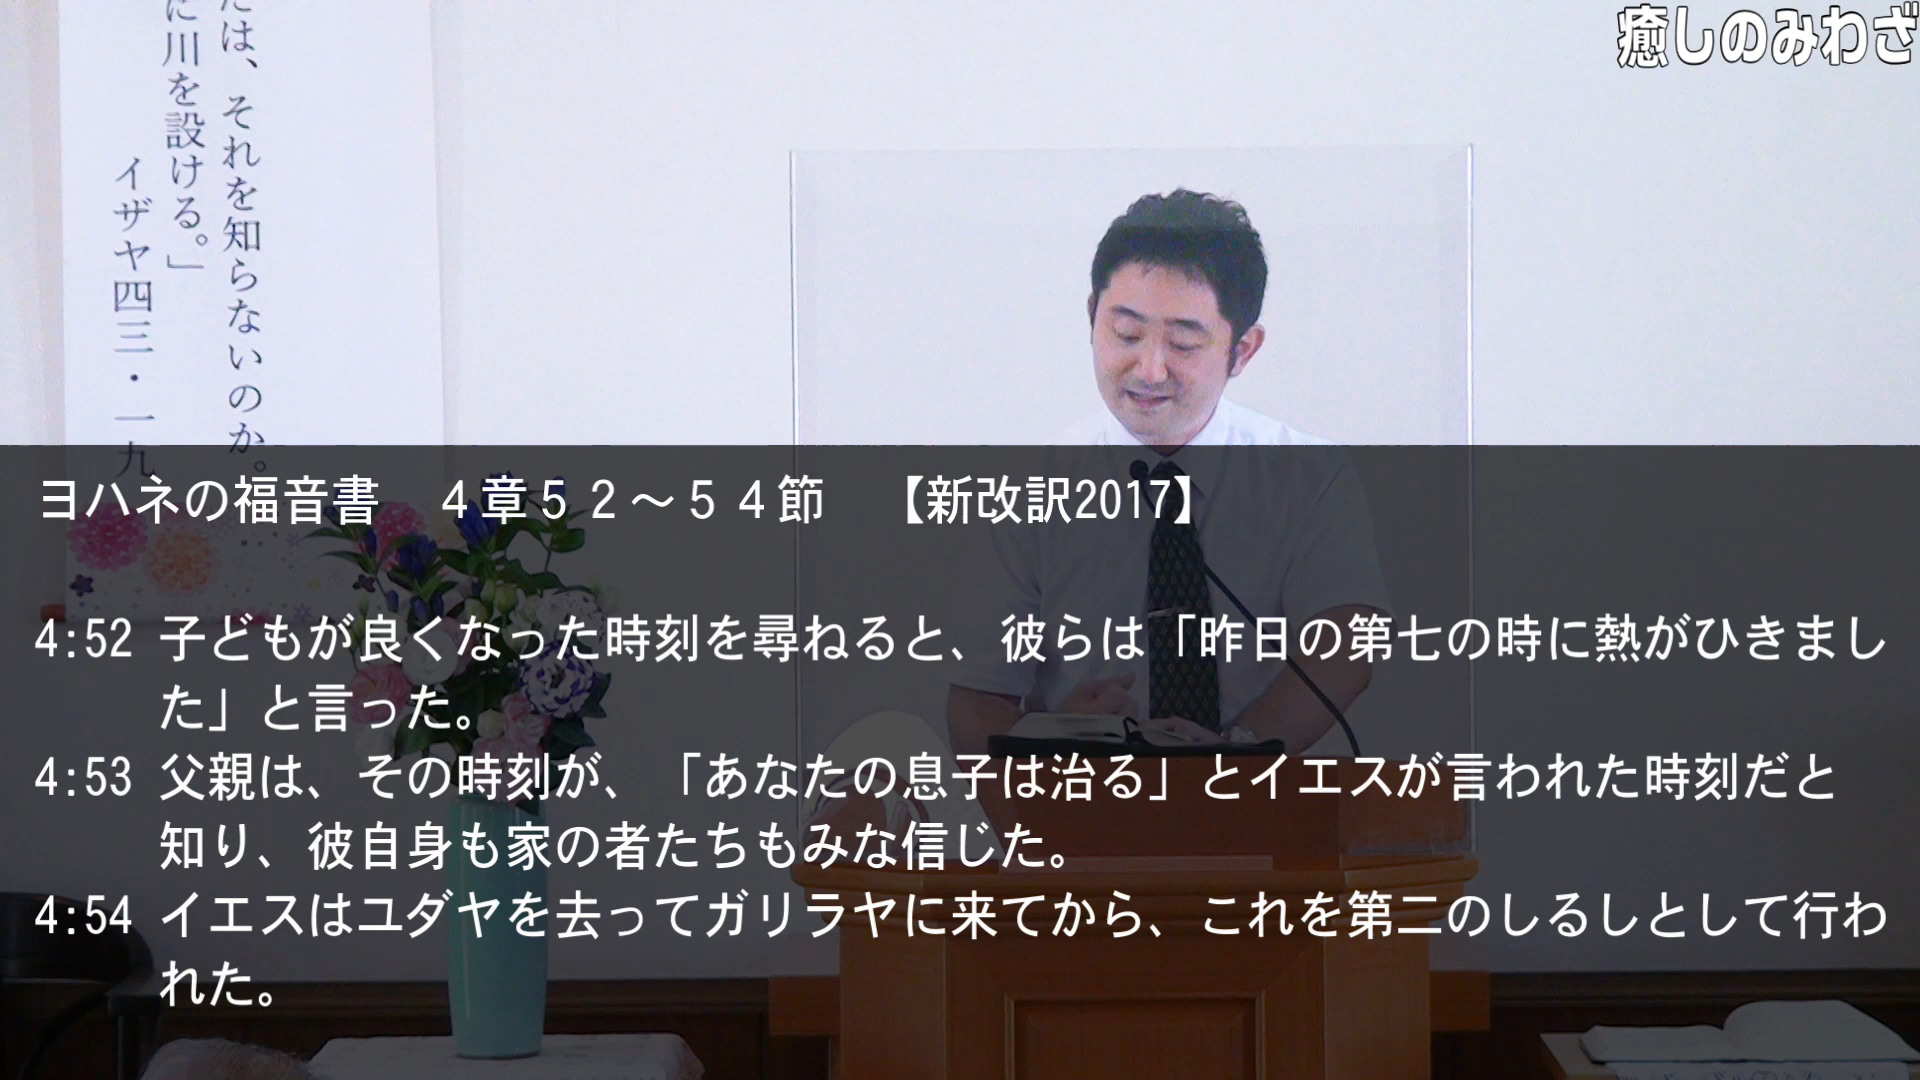 癒しのみわざ
は、それを知らないのか。
に川を設ける。」
イザヤ四三・一九
ヨハネの福音書　４章５２～５４節　【新改訳2017】
4:52 子どもが良くなった時刻を尋ねると、彼らは「昨日の第七の時に熱がひきまし
た」と言った。
4:53 父親は、その時刻が、「あなたの息子は治る」とイエスが言われた時刻だと
知り、彼自身も家の者たちもみな信じた。
4:54 イエスはユダヤを去ってガリラヤに来てから、これを第二のしるしとして行わ
れた。